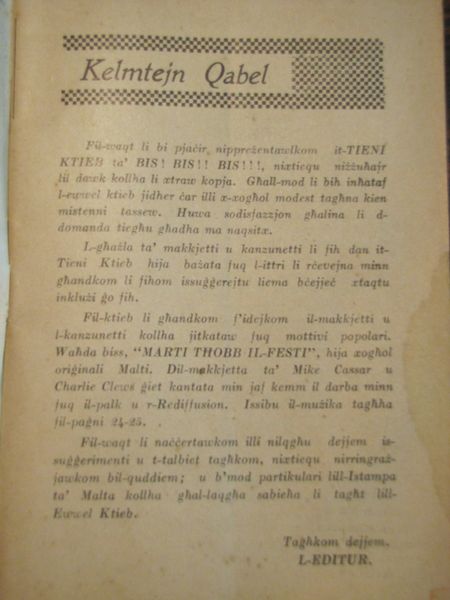 Kelmtejn Qabel
Fil-waqt li bi pjaċir nippreżentawlkom it-TIENI
KTIEB ta' BIS! BIS!! BIS!!!, nixtiequ niżżuħajr
lil dawk kollha li xtraw kopja. Għall-mod li bih inħataf
l-ewwel ktieb jidher ċar illi x-xogħol modest tagħna kien
mistenni tassew. Huwa sodisfazzjon għalina li d-
domanda tiegħu għadha ma naqsitx.
L-għażla ta' makkjetti u kanzunetti li fih dan it-
Tieni Ktieb hija bażata fuq l-ittri li rċevejna minn
għandkom li fihom issuġġerejtu liema bċejjeċ xtaqtu
inklużi ġo fih.
Fil-ktieb li għandkom f'idejkom il-makkjetti u
l-kanzunetti kollha jitkantaw fuq mottivi popolari.
Waħda biss, "MARTI THOBB IL-FESTI", hija xogħol
oriġinali Malti. Dil-makkjetta ta' Mike Cassar u
Charlie Clews ġiet kantata min jaf kemm il darba minn
fuq il-palk u r-Rediffusion. Issibu il-mużika tagħha
fil-paġni 24-25.
Fil-waqt li naċċertawkom illi nilqgħu dejjem is-
suġġerimenti u t-talbiet tagħkom, nixtiequ nirringraż-
jawkom bil-quddiem; u b'mod partikulari lill-Istampa
ta' Malta kollha għal-laqgħa sabieħa li tagħt lill-
Ewwel Ktieb.
Tagħkom dejjem.
L-EDITUR.